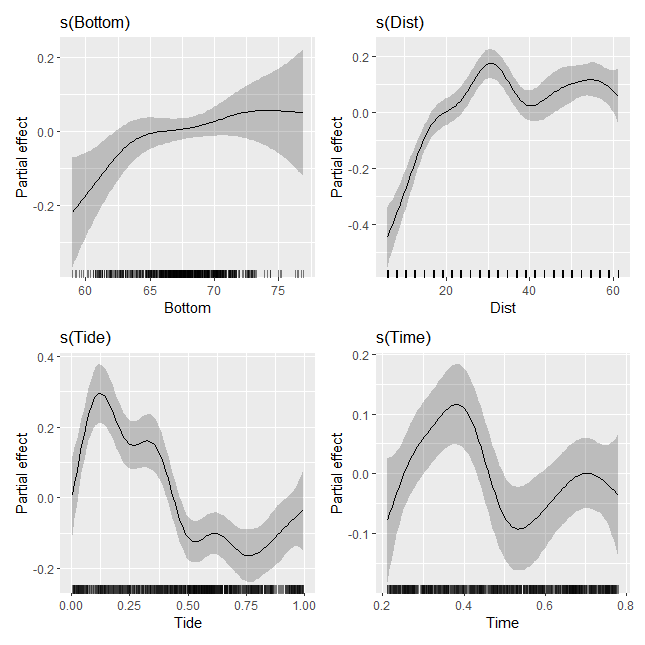 s(Bottom)
Partial effect
0.2
0.0
-0.2
60
65
70
75
Bottom
s(Dist)
Partial effect
0.2
0.0
-0.2
-0.4
20
40
60
Dist
s(Tide)
Partial effect
0.4
0.2
0.0
-0.2
0.00
0.25
0.50
0.75
1.00
Tide
s(Time)
Partial effect
0.2
0.1
0.0
-0.1
0.2
0.4
0.6
0.8
Time